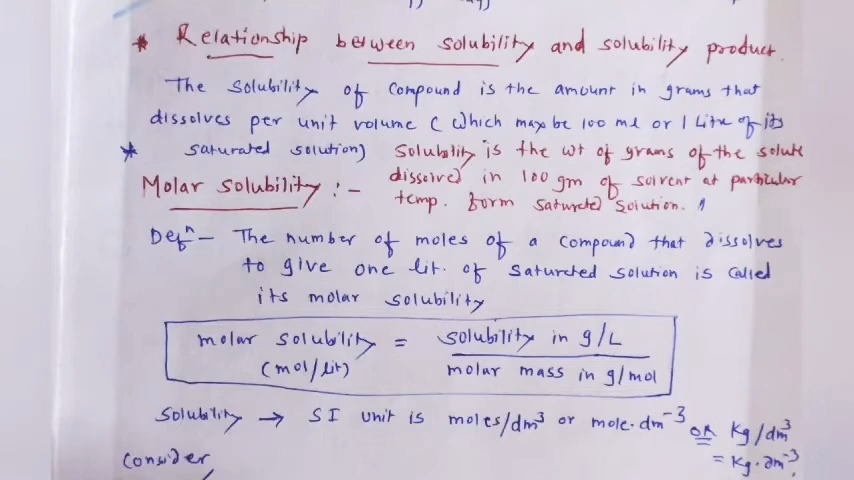 * Relationship between solubility and solubility product.
The solubility of compound is the amount in grams that
dissolves per unit volume (which maybe 100 ml or 1 Litre of its
* saturated solution)
solubility is the wt of grams of the solute
dissolved in 100 gm of solvent at particular
temp. form saturated solution.
Molar solubility :-
Defn - The number of moles of a compound that dissolves
to give one lit. of saturated solution is called
its molar solubility
molar solubility = solubility in g/L
(mol/lit) molar mass in g/mol
solubility → SI unit is moles/dm³ or mole·dm⁻³ OR Kg/dm³
= Kg·dm⁻³.
Consider